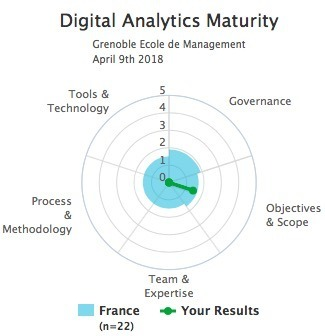 Digital Analytics Maturity
Grenoble Ecole de Management
April 9th 2018
Tools &
Technology
Governance
5
4
3
2
1
0
Process
&
Methodology
Objectives
& Scope
Team &
Expertise
France
(n=22)
Your Results